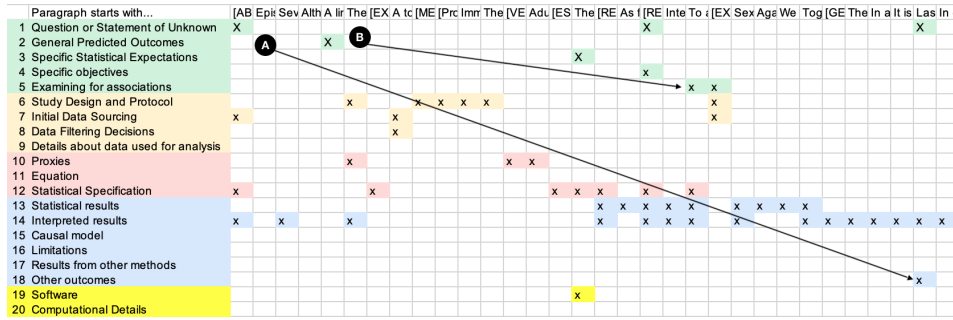 Paragraph starts with... [AB Epis Sev Alth A lir The [EX A to [ME [Pro Imm The [VE Adu [ES The [RE As f [RE Inte To a [EX Sex Aga We Tog [GE The In a It is Las In
1 Question or Statement of Unknown X X X
A B
2 General Predicted Outcomes X
3 Specific Statistical Expectations X
4 Specific objectives x
5 Examining for associations x x
6 Study Design and Protocol x x x x x x
7 Initial Data Sourcing x x x
8 Data Filtering Decisions x
9 Details about data used for analysis
10 Proxies x x x
11 Equation
12 Statistical Specification x x x x x x x
13 Statistical results x x x x x x x x x
14 Interpreted results x x x x x x x x x x x x x x
15 Causal model
16 Limitations
17 Results from other methods
18 Other outcomes x
19 Software x
20 Computational Details